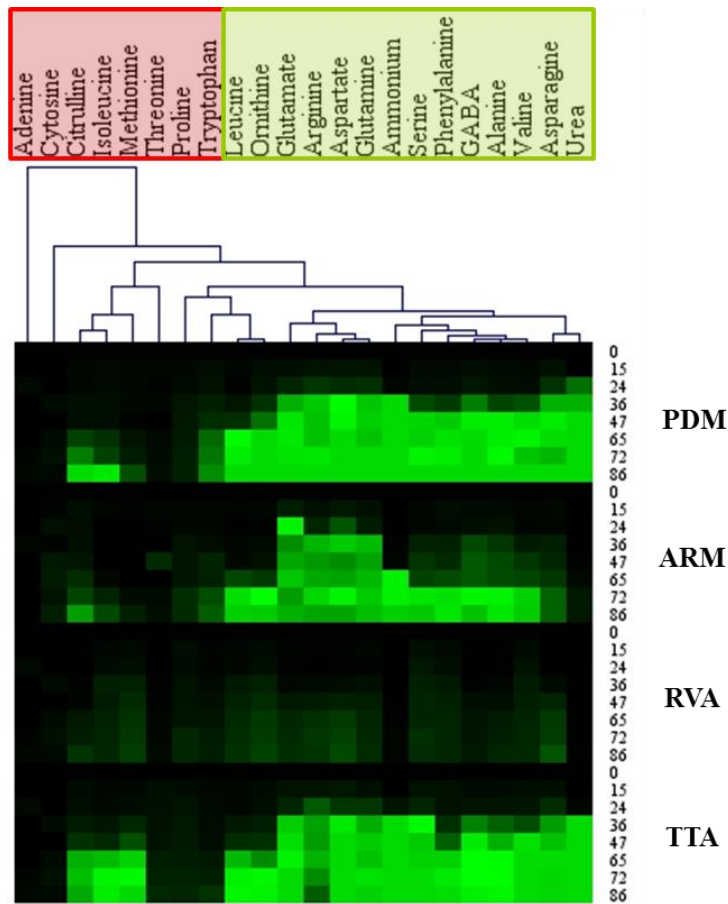 Adenine
Cytosine
Citrulline
Isoleucine
Methionine
Threonine
Proline
Tryptophan
Leucine
Ornithine
Glutamate
Arginine
Aspartate
Glutamine
Ammonium
Serine
Phenylalanine
GABA
Alanine
Valine
Asparagine
Urea
0
15
24
36
47
65
72
86
PDM
0
15
24
36
47
65
72
86
ARM
0
15
24
36
47
65
72
86
RVA
0
15
24
36
47
65
72
86
TTA